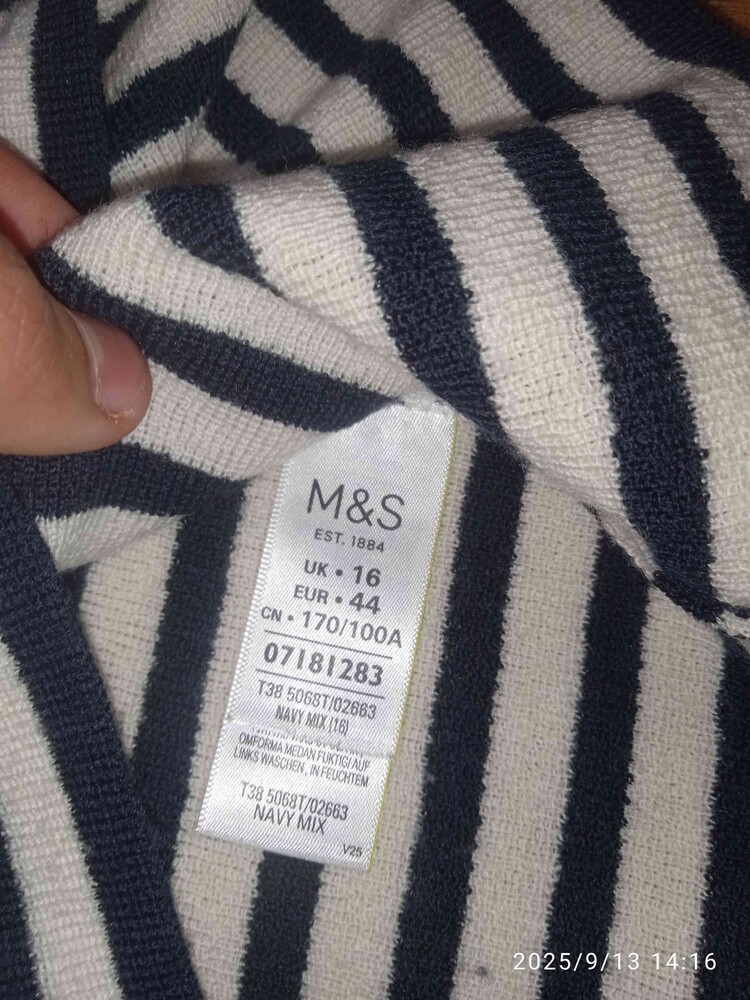 M&S
EST. 1884
UK • 16
EUR • 44
CN • 170/100A
07181283
T38 5068T/02663
NAVY MIX (16)
OMFORMA MEDAN FUKTIG/AUF
LINKS WASCHEN, IN FEUCHTEM
T38 5068T/02663
NAVY MIX
V25
2025/9/13 14:16